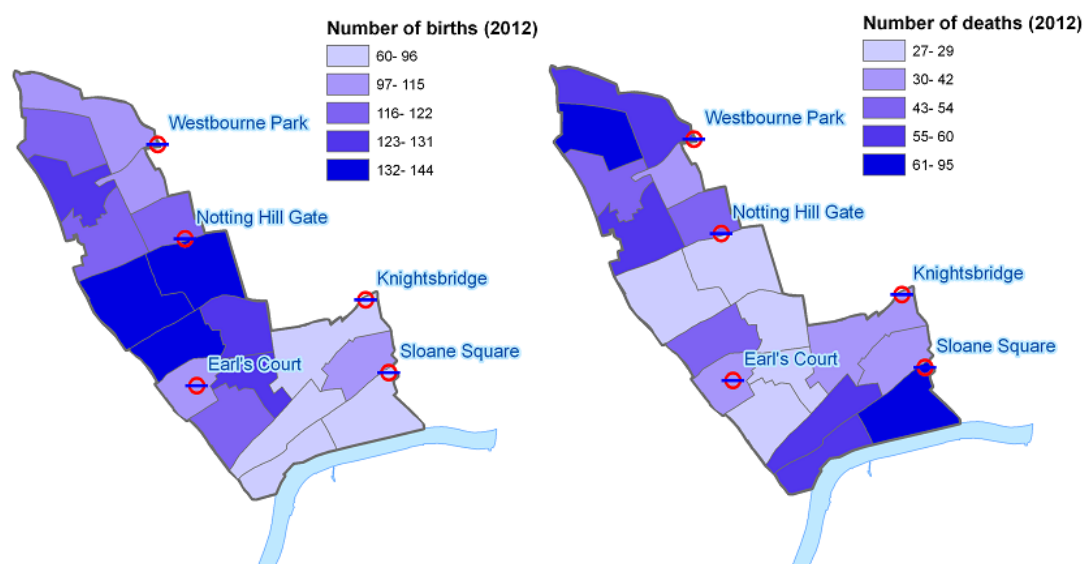 Number of births (2012)
60- 96
97- 115
116- 122
123- 131
132- 144
Westbourne Park
Notting Hill Gate
Knightsbridge
Earl's Court
Sloane Square
Number of deaths (2012)
27- 29
30- 42
43- 54
55- 60
61- 95
Westbourne Park
Notting Hill Gate
Knightsbridge
Earl's Court
Sloane Square